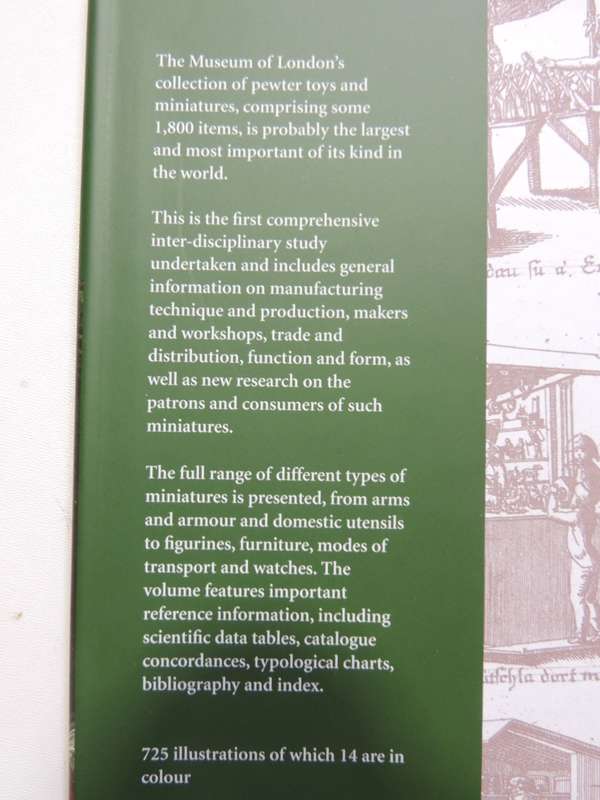 The Museum of London's
collection of pewter toys and
miniatures, comprising some
1,800 items, is probably the largest
and most important of its kind in
the world.
This is the first comprehensive
inter-disciplinary study
undertaken and includes general
information on manufacturing
technique and production, makers
and workshops, trade and
distribution, function and form, as
well as new research on the
patrons and consumers of such
miniatures.
The full range of different types of
miniatures is presented, from arms
and armour and domestic utensils
to figurines, furniture, modes of
transport and watches. The
volume features important
reference information, including
scientific data tables, catalogue
concordances, typological charts,
bibliography and index.
725 illustrations of which 14 are in
colour